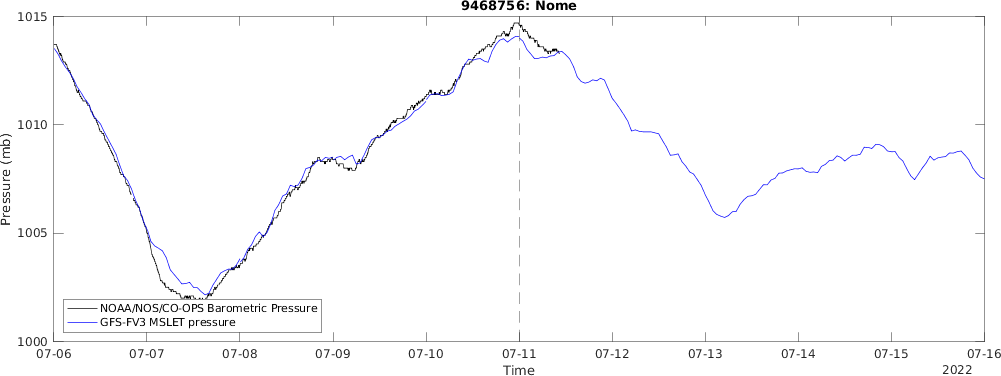 9468756: Nome
Pressure (mb)
1015
1010
1005
1000
NOAA/NOS/CO-OPS Barometric Pressure
GFS-FV3 MSLET pressure
07-06 07-07 07-08 07-09 07-10 07-11 07-12 07-13 07-14 07-15 07-16
Time
2022